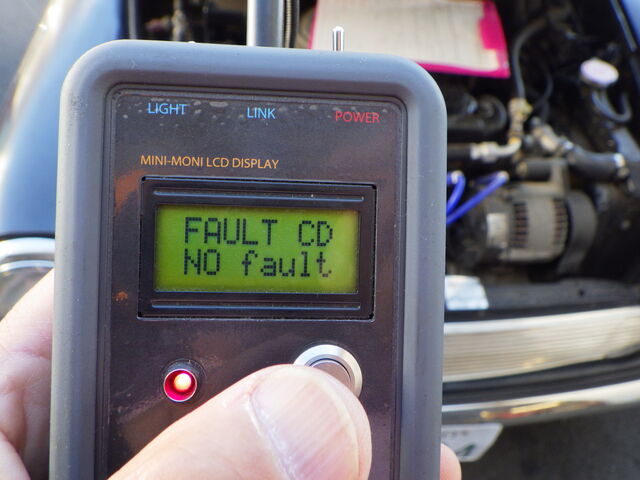 LIGHT LINK POWER
MINI-MONI LCD DISPLAY
FAULT CD
NO fault